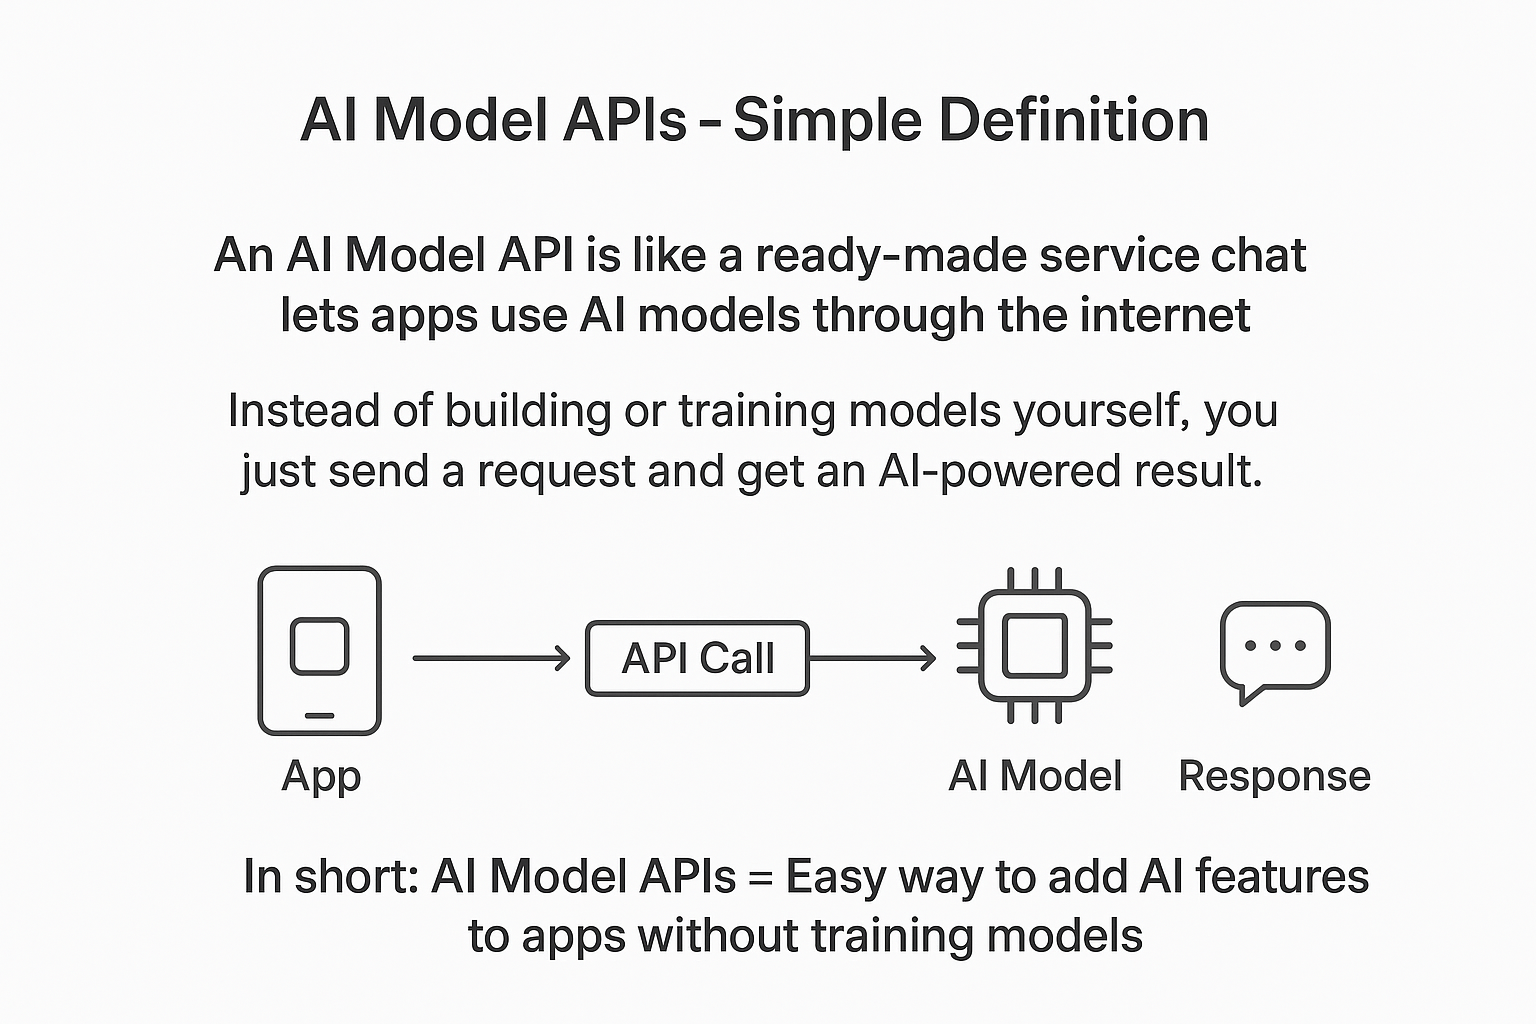 AI Model APIs - Simple Definition
An AI Model API is like a ready-made service chat
lets apps use AI models through the internet
Instead of building or training models yourself, you
just send a request and get an AI-powered result.
API Call
App
AI Model
Response
In short: AI Model APIs = Easy way to add AI features
to apps without training models